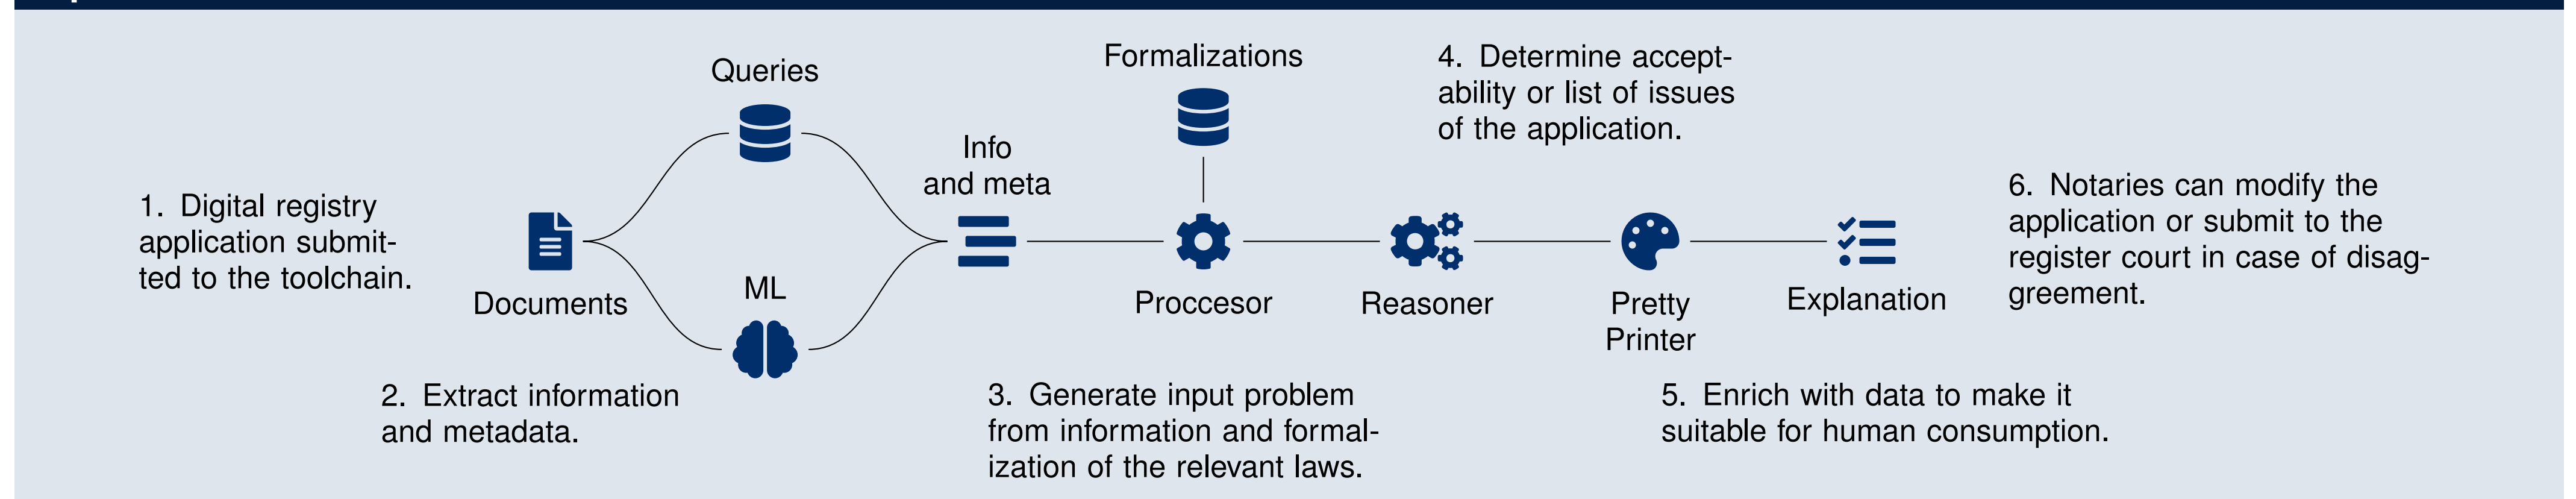 Queries
Formalizations
4. Determine accept-
ability or list of issues
of the application.
Info
and meta
1. Digital registry
application submit-
ted to the toolchain.
6. Notaries can modify the
application or submit to the
register court in case of disag-
greement.
Documents
ML
Proccesor
Reasoner
Pretty
Printer
Explanation
2. Extract information
and metadata.
3. Generate input problem
from information and formal-
ization of the relevant laws.
5. Enrich with data to make it
suitable for human consumption.